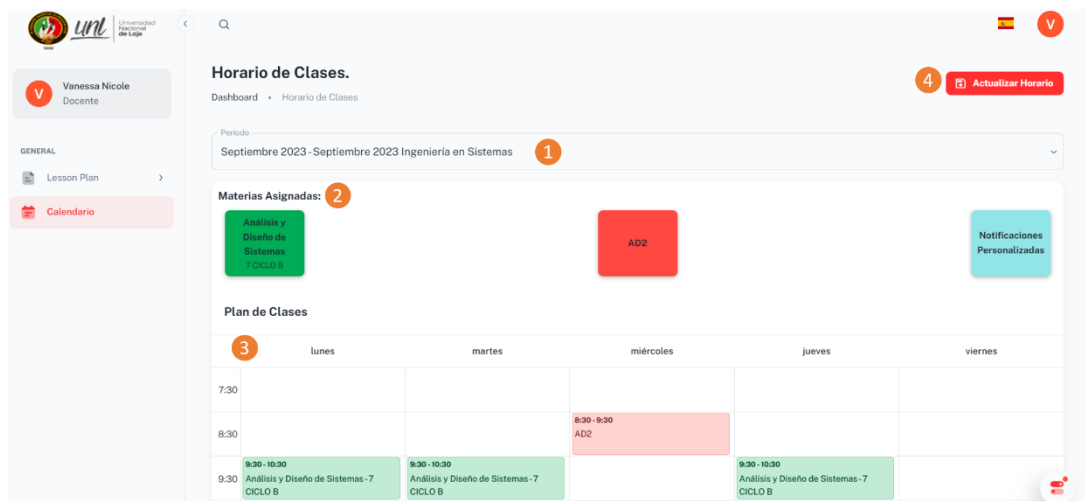 1859
unl
Universidad
Nacional
de Loja
V
V
Vanessa Nicole
Docente
GENERAL
Lesson Plan
Calendario
Horario de Clases.
Dashboard • Horario de Clases
4
Actualizar Horario
Periodo
Septiembre 2023 - Septiembre 2023 Ingeniería en Sistemas
1
Materias Asignadas:
2
Análisis y
Diseño de
Sistemas
7 CICLO B
AD2
Notificaciones
Personalizadas
Plan de Clases
3
lunes martes miércoles jueves viernes
7:30
8:30
8:30 - 9:30
AD2
9:30
9:30 - 10:30
Análisis y Diseño de Sistemas - 7
CICLO B
9:30 - 10:30
Análisis y Diseño de Sistemas - 7
CICLO B
9:30 - 10:30
Análisis y Diseño de Sistemas - 7
CICLO B